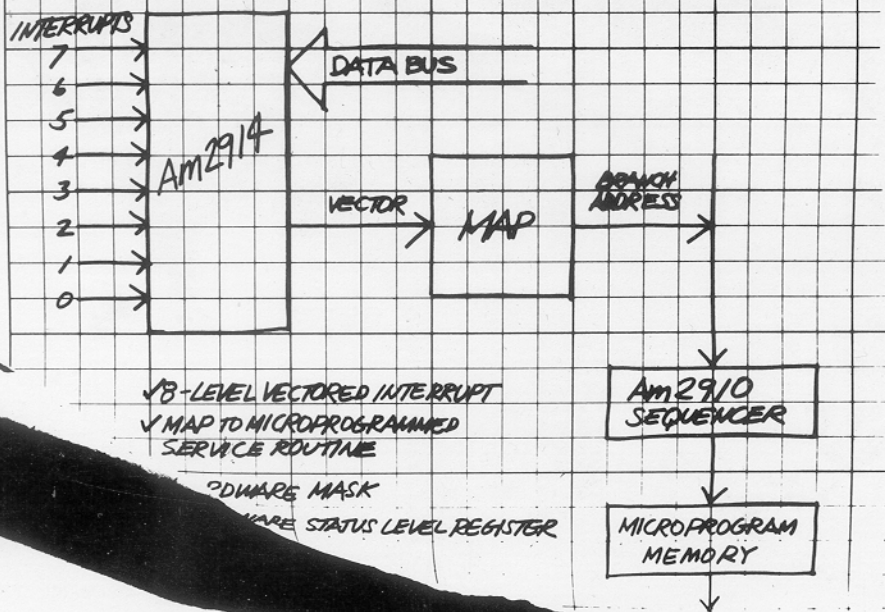 INTERRUPTS
7
6
5
4
3
2
1
0
Am2914
DATA BUS
VECTOR
MAP
BRANCH
ADDRESS
Am2910
SEQUENCER
MICROPROGRAM
MEMORY
✓8-LEVEL VECTORED INTERRUPT
✓MAP TO MICROPROGRAMMED
SERVICE ROUTINE
MASK
STATUS LEVEL REGISTER